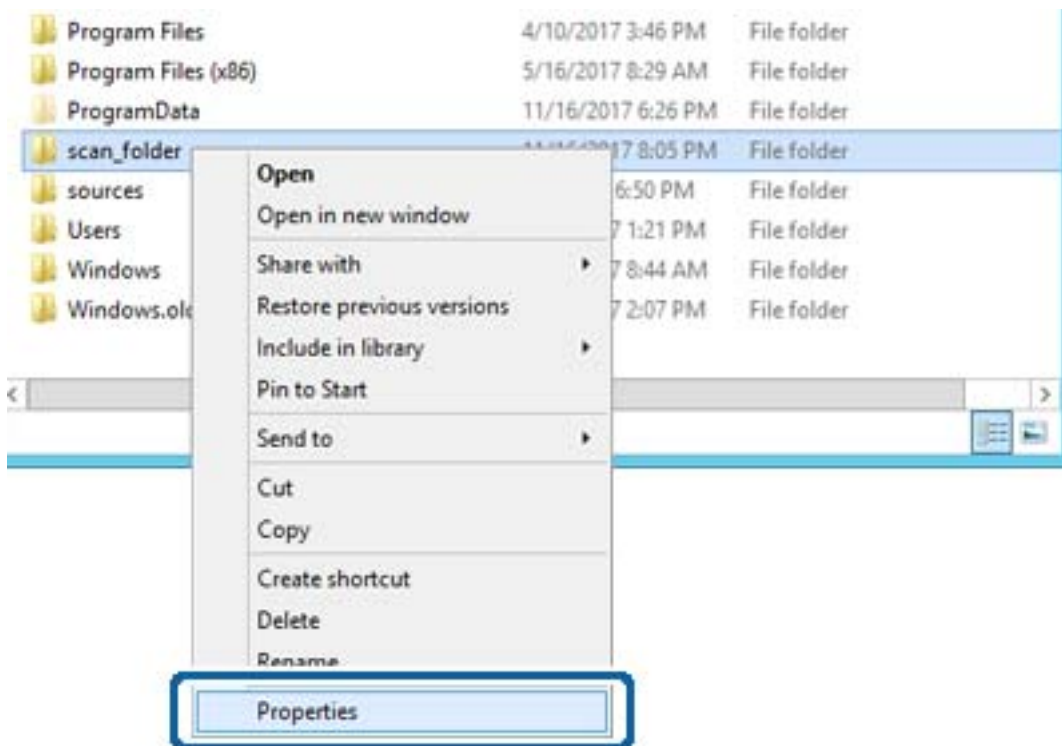 Program Files 4/10/2017 3:46 PM File folder
Program Files (x86) 5/16/2017 8:29 AM File folder
ProgramData 11/16/2017 6:26 PM File folder
scan_folder 8:05 PM File folder
sources 6:50 PM File folder
Users 1:21 PM File folder
Windows 8:44 AM File folder
Windows.old 2:07 PM File folder
Open
Open in new window
Share with
Restore previous versions
Include in library
Pin to Start
Send to
Cut
Copy
Create shortcut
Delete
Rename
Properties